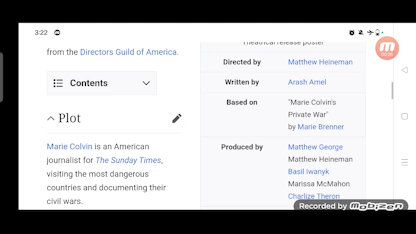 3:22
Theatrical release poster
from the Directors Guild of America.
Contents
Plot
Marie Colvin is an American
journalist for The Sunday Times,
visiting the most dangerous
countries and documenting their
civil wars.
Directed by Matthew Heineman
Written by Arash Amel
Based on "Marie Colvin's
Private War"
by Marie Brenner
Produced by Matthew George
Matthew Heineman
Basil Iwanyk
Marissa McMahon
Charlize Theron
Recorded by Mobizen